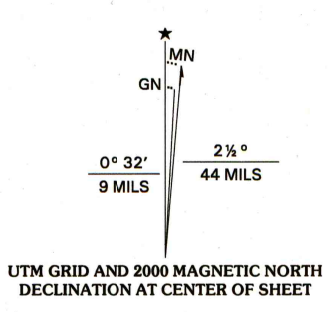 ★
MN
GN
0° 32′
9 MILS
2½°
44 MILS
UTM GRID AND 2000 MAGNETIC NORTH
DECLINATION AT CENTER OF SHEET